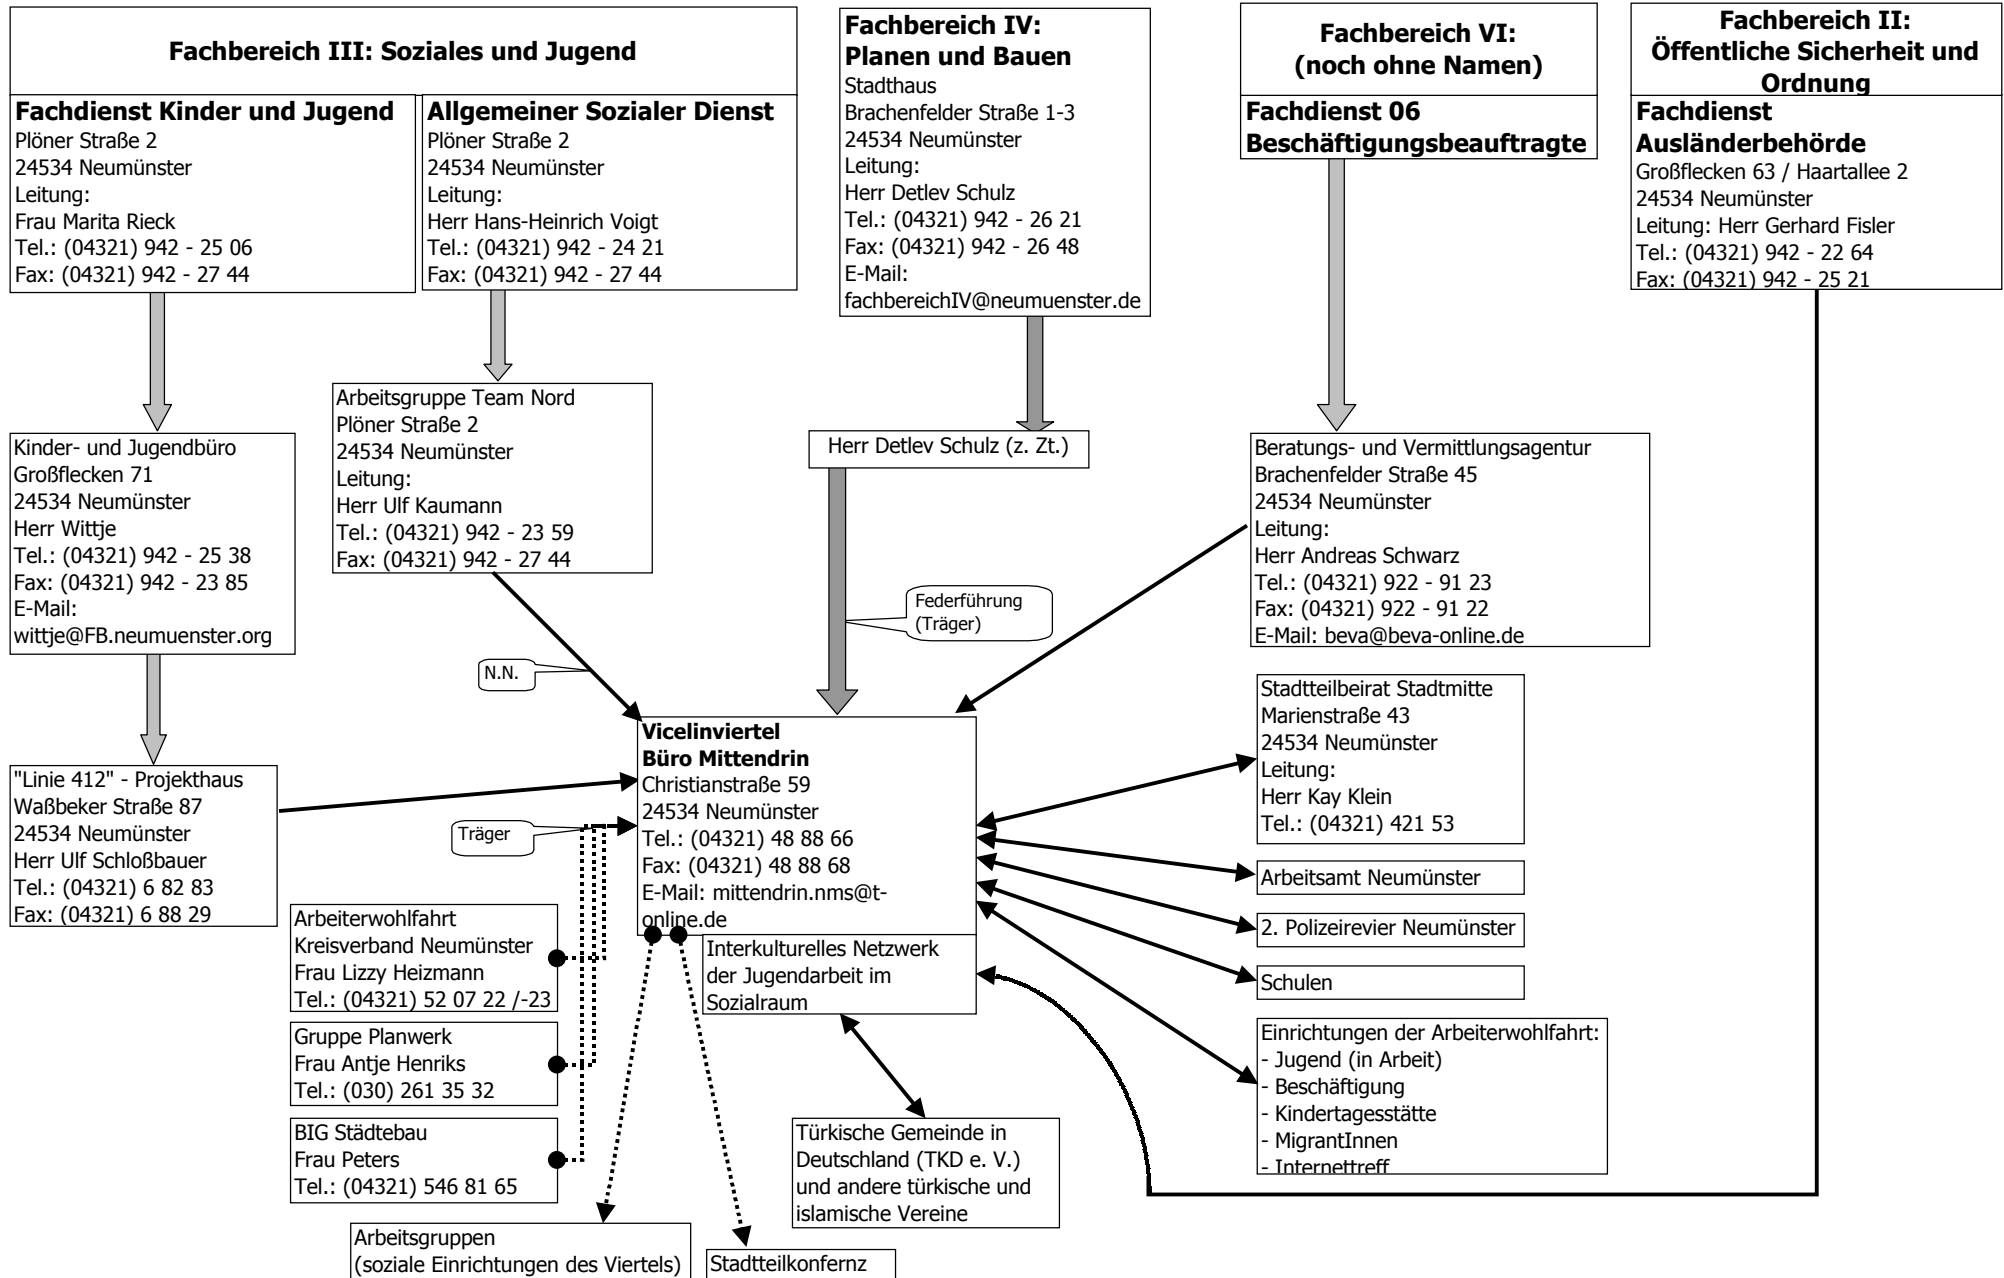 Fachbereich III: Soziales und Jugend
Fachdienst Kinder und Jugend
Plöner Straße 2
24534 Neumünster
Leitung:
Frau Marita Rieck
Tel.: (04321) 942 - 25 06
Fax: (04321) 942 - 27 44
Allgemeiner Sozialer Dienst
Plöner Straße 2
24534 Neumünster
Leitung:
Herr Hans-Heinrich Voigt
Tel.: (04321) 942 - 24 21
Fax: (04321) 942 - 27 44
Fachbereich IV:
Planen und Bauen
Stadthaus
Brachenfelder Straße 1-3
24534 Neumünster
Leitung:
Herr Detlev Schulz
Tel.: (04321) 942 - 26 21
Fax: (04321) 942 - 26 48
E-Mail:
fachbereichIV@neumuenster.de
Fachbereich VI:
(noch ohne Namen)
Fachdienst 06
Beschäftigungsbeauftragte
Fachbereich II:
Öffentliche Sicherheit und
Ordnung
Fachdienst
Ausländerbehörde
Großflecken 63 / Haartallee 2
24534 Neumünster
Leitung: Herr Gerhard Fisler
Tel.: (04321) 942 - 22 64
Fax: (04321) 942 - 25 21
Kinder- und Jugendbüro
Großflecken 71
24534 Neumünster
Herr Wittje
Tel.: (04321) 942 - 25 38
Fax: (04321) 942 - 23 85
E-Mail:
wittje@FB.neumuenster.org
Arbeitsgruppe Team Nord
Plöner Straße 2
24534 Neumünster
Leitung:
Herr Ulf Kaumann
Tel.: (04321) 942 - 23 59
Fax: (04321) 942 - 27 44
Herr Detlev Schulz (z. Zt.)
Beratungs- und Vermittlungsagentur
Brachenfelder Straße 45
24534 Neumünster
Leitung:
Herr Andreas Schwarz
Tel.: (04321) 922 - 91 23
Fax: (04321) 922 - 91 22
E-Mail: beva@beva-online.de
Federführung
(Träger)
N.N.
"Linie 412" - Projekthaus
Waßbeker Straße 87
24534 Neumünster
Herr Ulf Schloßbauer
Tel.: (04321) 6 82 83
Fax: (04321) 6 88 29
Träger
Vicelinviertel
Büro Mittendrin
Christianstraße 59
24534 Neumünster
Tel.: (04321) 48 88 66
Fax: (04321) 48 88 68
E-Mail: mittendrin.nms@t-
online.de
Interkulturelles Netzwerk
der Jugendarbeit im
Sozialraum
Stadtteilbeirat Stadtmitte
Marienstraße 43
24534 Neumünster
Leitung:
Herr Kay Klein
Tel.: (04321) 421 53
Arbeitsamt Neumünster
2. Polizeirevier Neumünster
Schulen
Einrichtungen der Arbeiterwohlfahrt:
- Jugend (in Arbeit)
- Beschäftigung
- Kindertagesstätte
- MigrantInnen
- Internettreff
Arbeiterwohlfahrt
Kreisverband Neumünster
Frau Lizzy Heizmann
Tel.: (04321) 52 07 22 /-23
Gruppe Planwerk
Frau Antje Henriks
Tel.: (030) 261 35 32
BIG Städtebau
Frau Peters
Tel.: (04321) 546 81 65
Türkische Gemeinde in
Deutschland (TKD e. V.)
und andere türkische und
islamische Vereine
Arbeitsgruppen
(soziale Einrichtungen des Viertels)
Stadtteilkonfernz